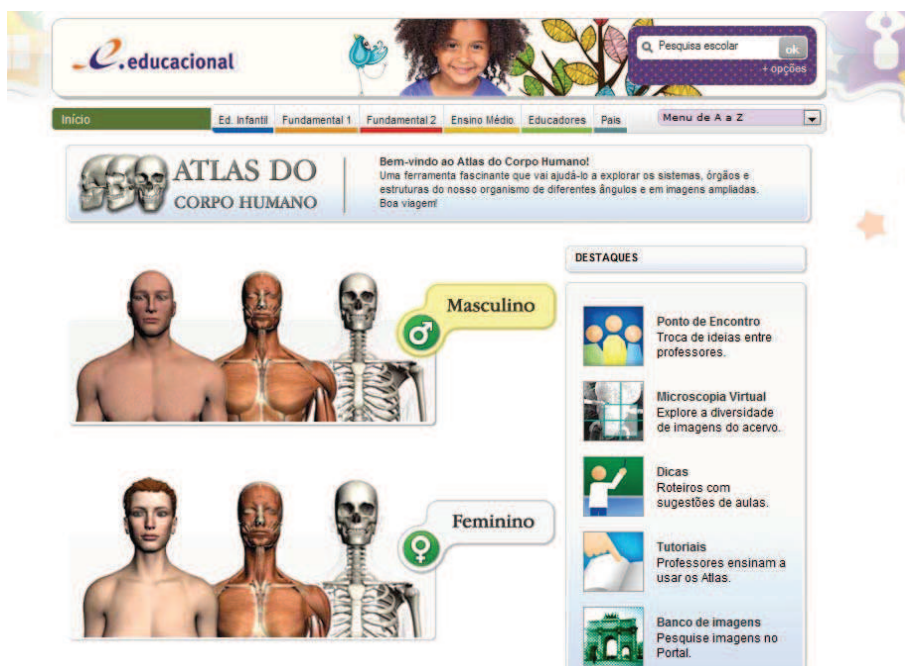 e.educacional
Pesquisa escolar
ok
+ opções
Início
Ed. Infantil
Fundamental 1
Fundamental 2
Ensino Médio
Educadores
Pais
Menu de A a Z
ATLAS DO
CORPO HUMANO
Bem-vindo ao Atlas do Corpo Humano!
Uma ferramenta fascinante que vai ajudá-lo a explorar os sistemas, órgãos e
estruturas do nosso organismo de diferentes ângulos e em imagens ampliadas.
Boa viagem!
Masculino
Feminino
DESTAQUES
Ponto de Encontro
Troca de ideias entre
professores.
Microscopia Virtual
Explore a diversidade
de imagens do acervo.
Dicas
Roteiros com
sugestões de aulas.
Tutoriais
Professores ensinam a
usar os Atlas.
Banco de imagens
Pesquise imagens no
Portal.